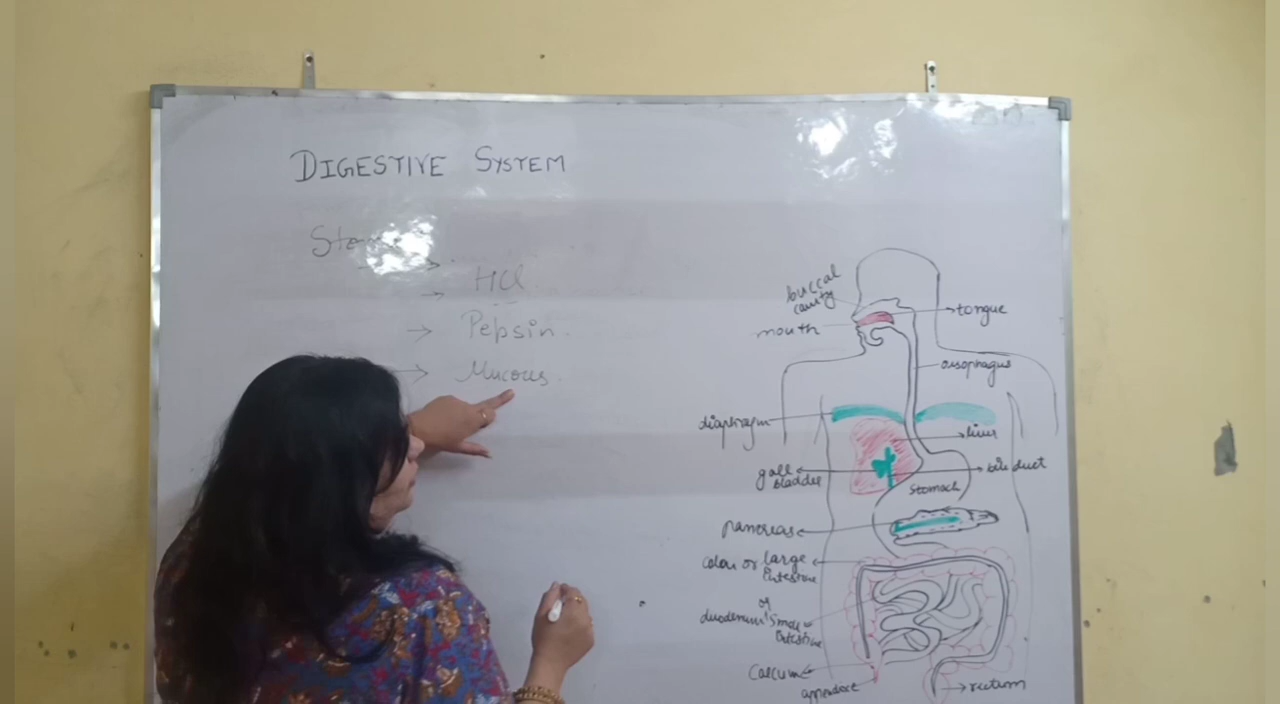 DIGESTIVE SYSTEM
HCl
Pepsin.
Mucous.
buccal
cavity
mouth
tongue
oesophagus
diaphragm
liver
gall
bladder
bile duct
Stomach
pancreas
colon or large
intestine
or
duodenum small
intestine
Caecum
appendix
rectum